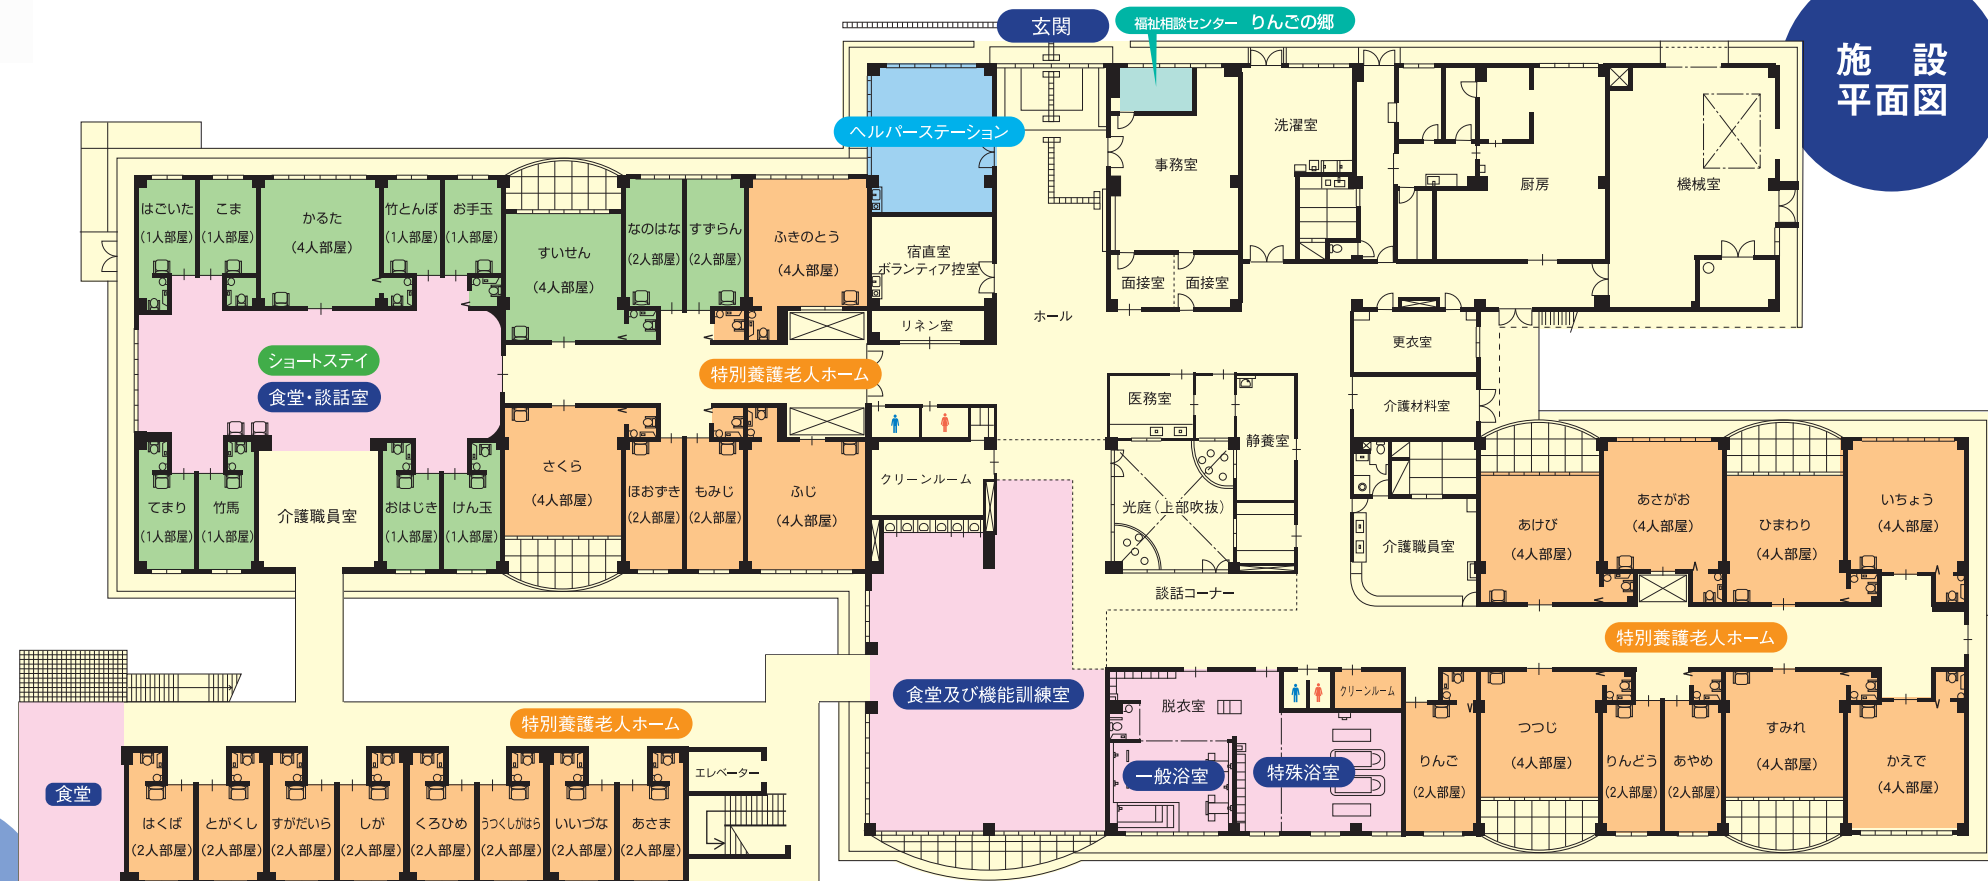 施　設
平面図
玄関
福祉相談センター　りんごの郷
ヘルパーステーション
洗濯室
事務室
厨房
機械室
面接室
面接室
宿直室
ボランティア控室
リネン室
ホール
はごいた
（1人部屋）
こま
（1人部屋）
かるた
（4人部屋）
竹とんぼ
（1人部屋）
お手玉
（1人部屋）
すいせん
（4人部屋）
なのはな
（2人部屋）
すずらん
（2人部屋）
ふきのとう
（4人部屋）
ショートステイ
食堂・談話室
特別養護老人ホーム
更衣室
医務室
静養室
介護材料室
クリーンルーム
光庭（上部吹抜）
介護職員室
談話コーナー
てまり
（1人部屋）
竹馬
（1人部屋）
介護職員室
おはじき
（1人部屋）
けん玉
（1人部屋）
さくら
（4人部屋）
ほおずき
（2人部屋）
もみじ
（2人部屋）
ふじ
（4人部屋）
あけび
（4人部屋）
あさがお
（4人部屋）
ひまわり
（4人部屋）
いちょう
（4人部屋）
特別養護老人ホーム
食堂及び機能訓練室
脱衣室
クリーンルーム
一般浴室
特殊浴室
りんご
（2人部屋）
つつじ
（4人部屋）
りんどう
（2人部屋）
あやめ
（2人部屋）
すみれ
（4人部屋）
かえで
（4人部屋）
特別養護老人ホーム
エレベーター
食堂
はくば
（2人部屋）
とがくし
（2人部屋）
すがだいら
（2人部屋）
しが
（2人部屋）
くろひめ
（2人部屋）
うつくしがはら
（2人部屋）
いいづな
（2人部屋）
あさま
（2人部屋）